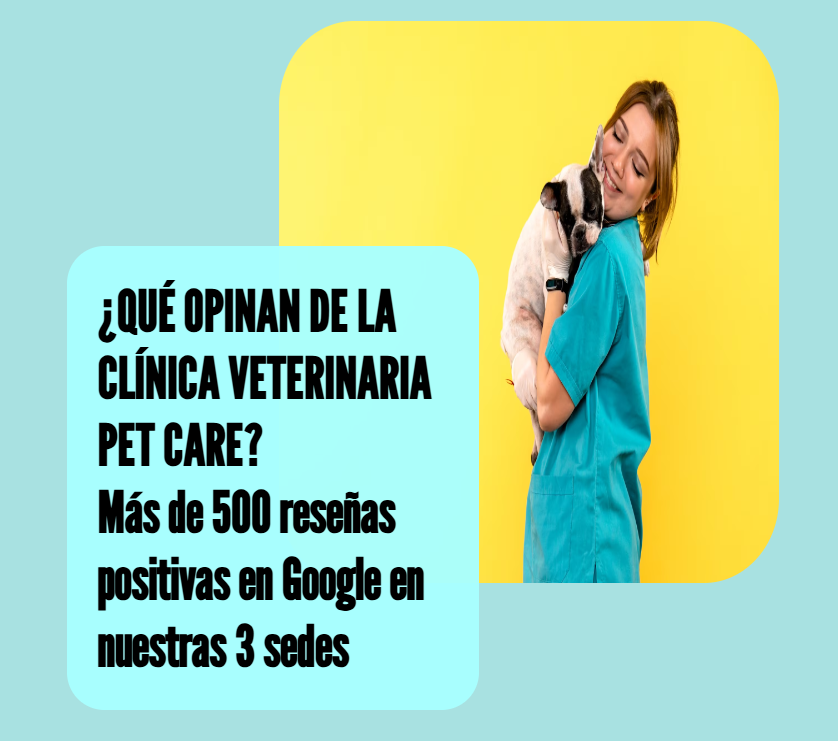 ¿QUÉ OPINAN DE LA
CLÍNICA VETERINARIA
PET CARE?
Más de 500 reseñas
positivas en Google en
nuestras 3 sedes